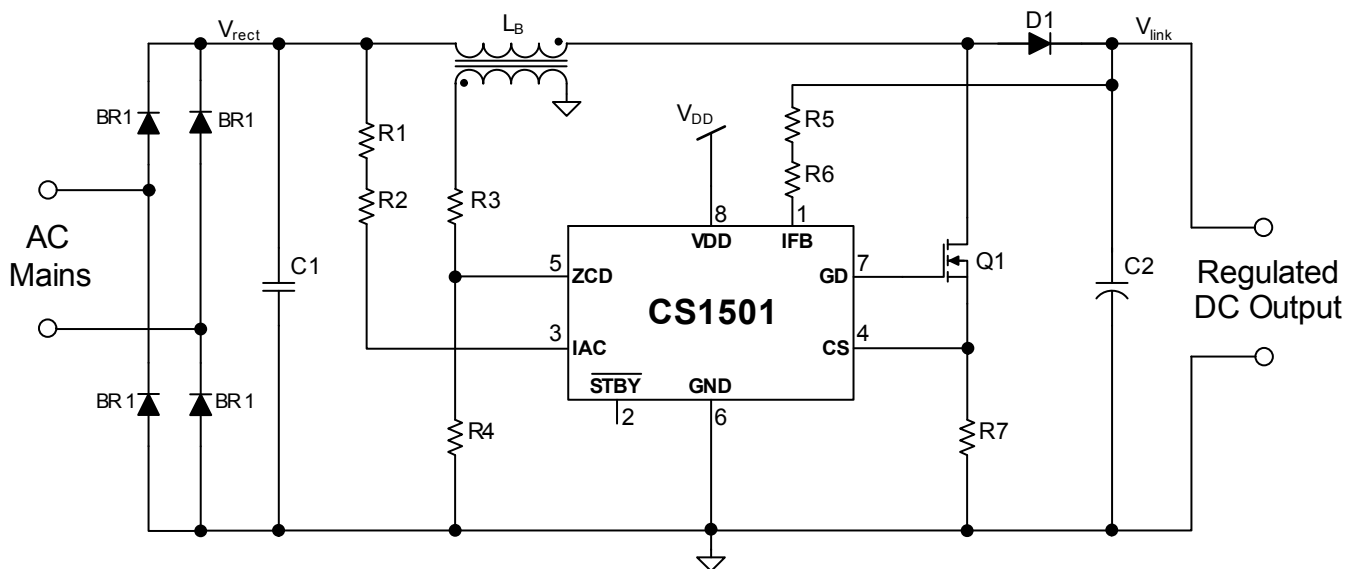 D1
V_rect
L_B
V_link
BR1
BR1
R1
V_DD
R5
R6
R2
R3
8
1
AC
Mains
VDD
IFB
5
ZCD
GD
7
Q1
C1
C2
Regulated
DC Output
CS1501
3
IAC
CS
4
STBY
GND
BR1
BR1
2
6
R4
R7